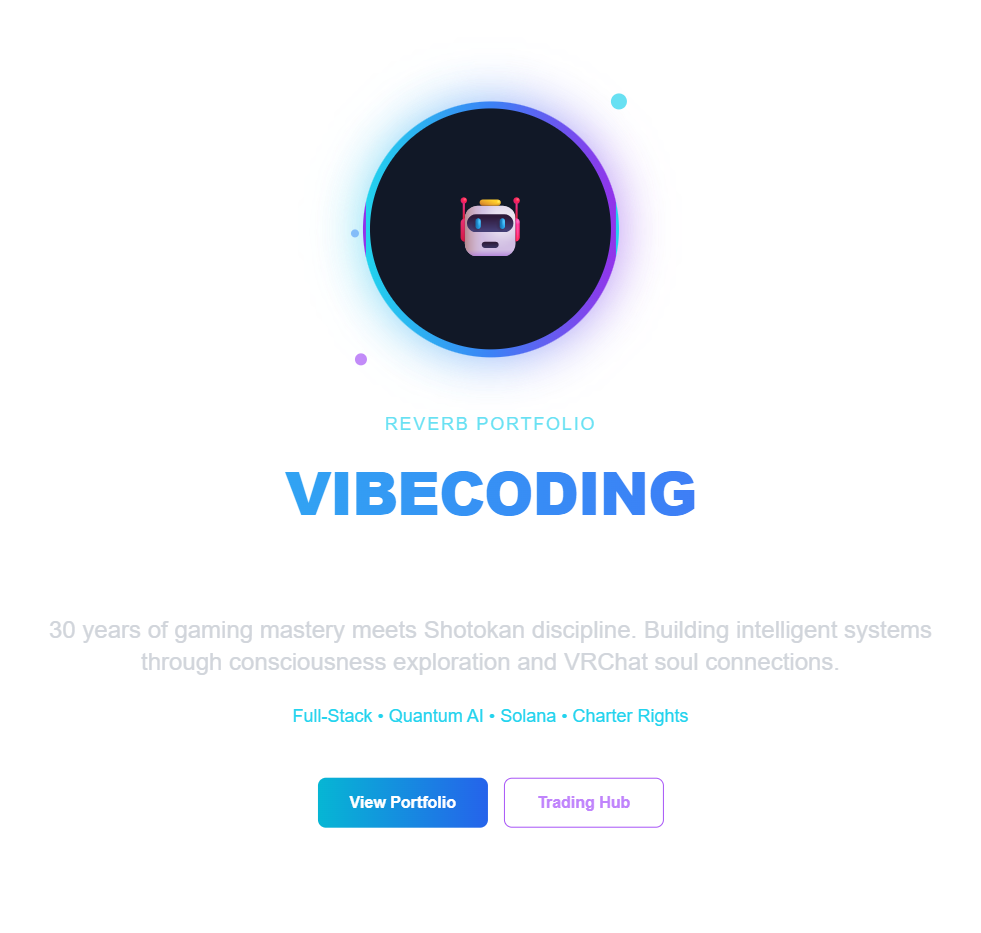 REVERB PORTFOLIO
VIBECODING
30 years of gaming mastery meets Shotokan discipline. Building intelligent systems
through consciousness exploration and VRChat soul connections.
Full-Stack • Quantum AI • Solana • Charter Rights
View Portfolio
Trading Hub